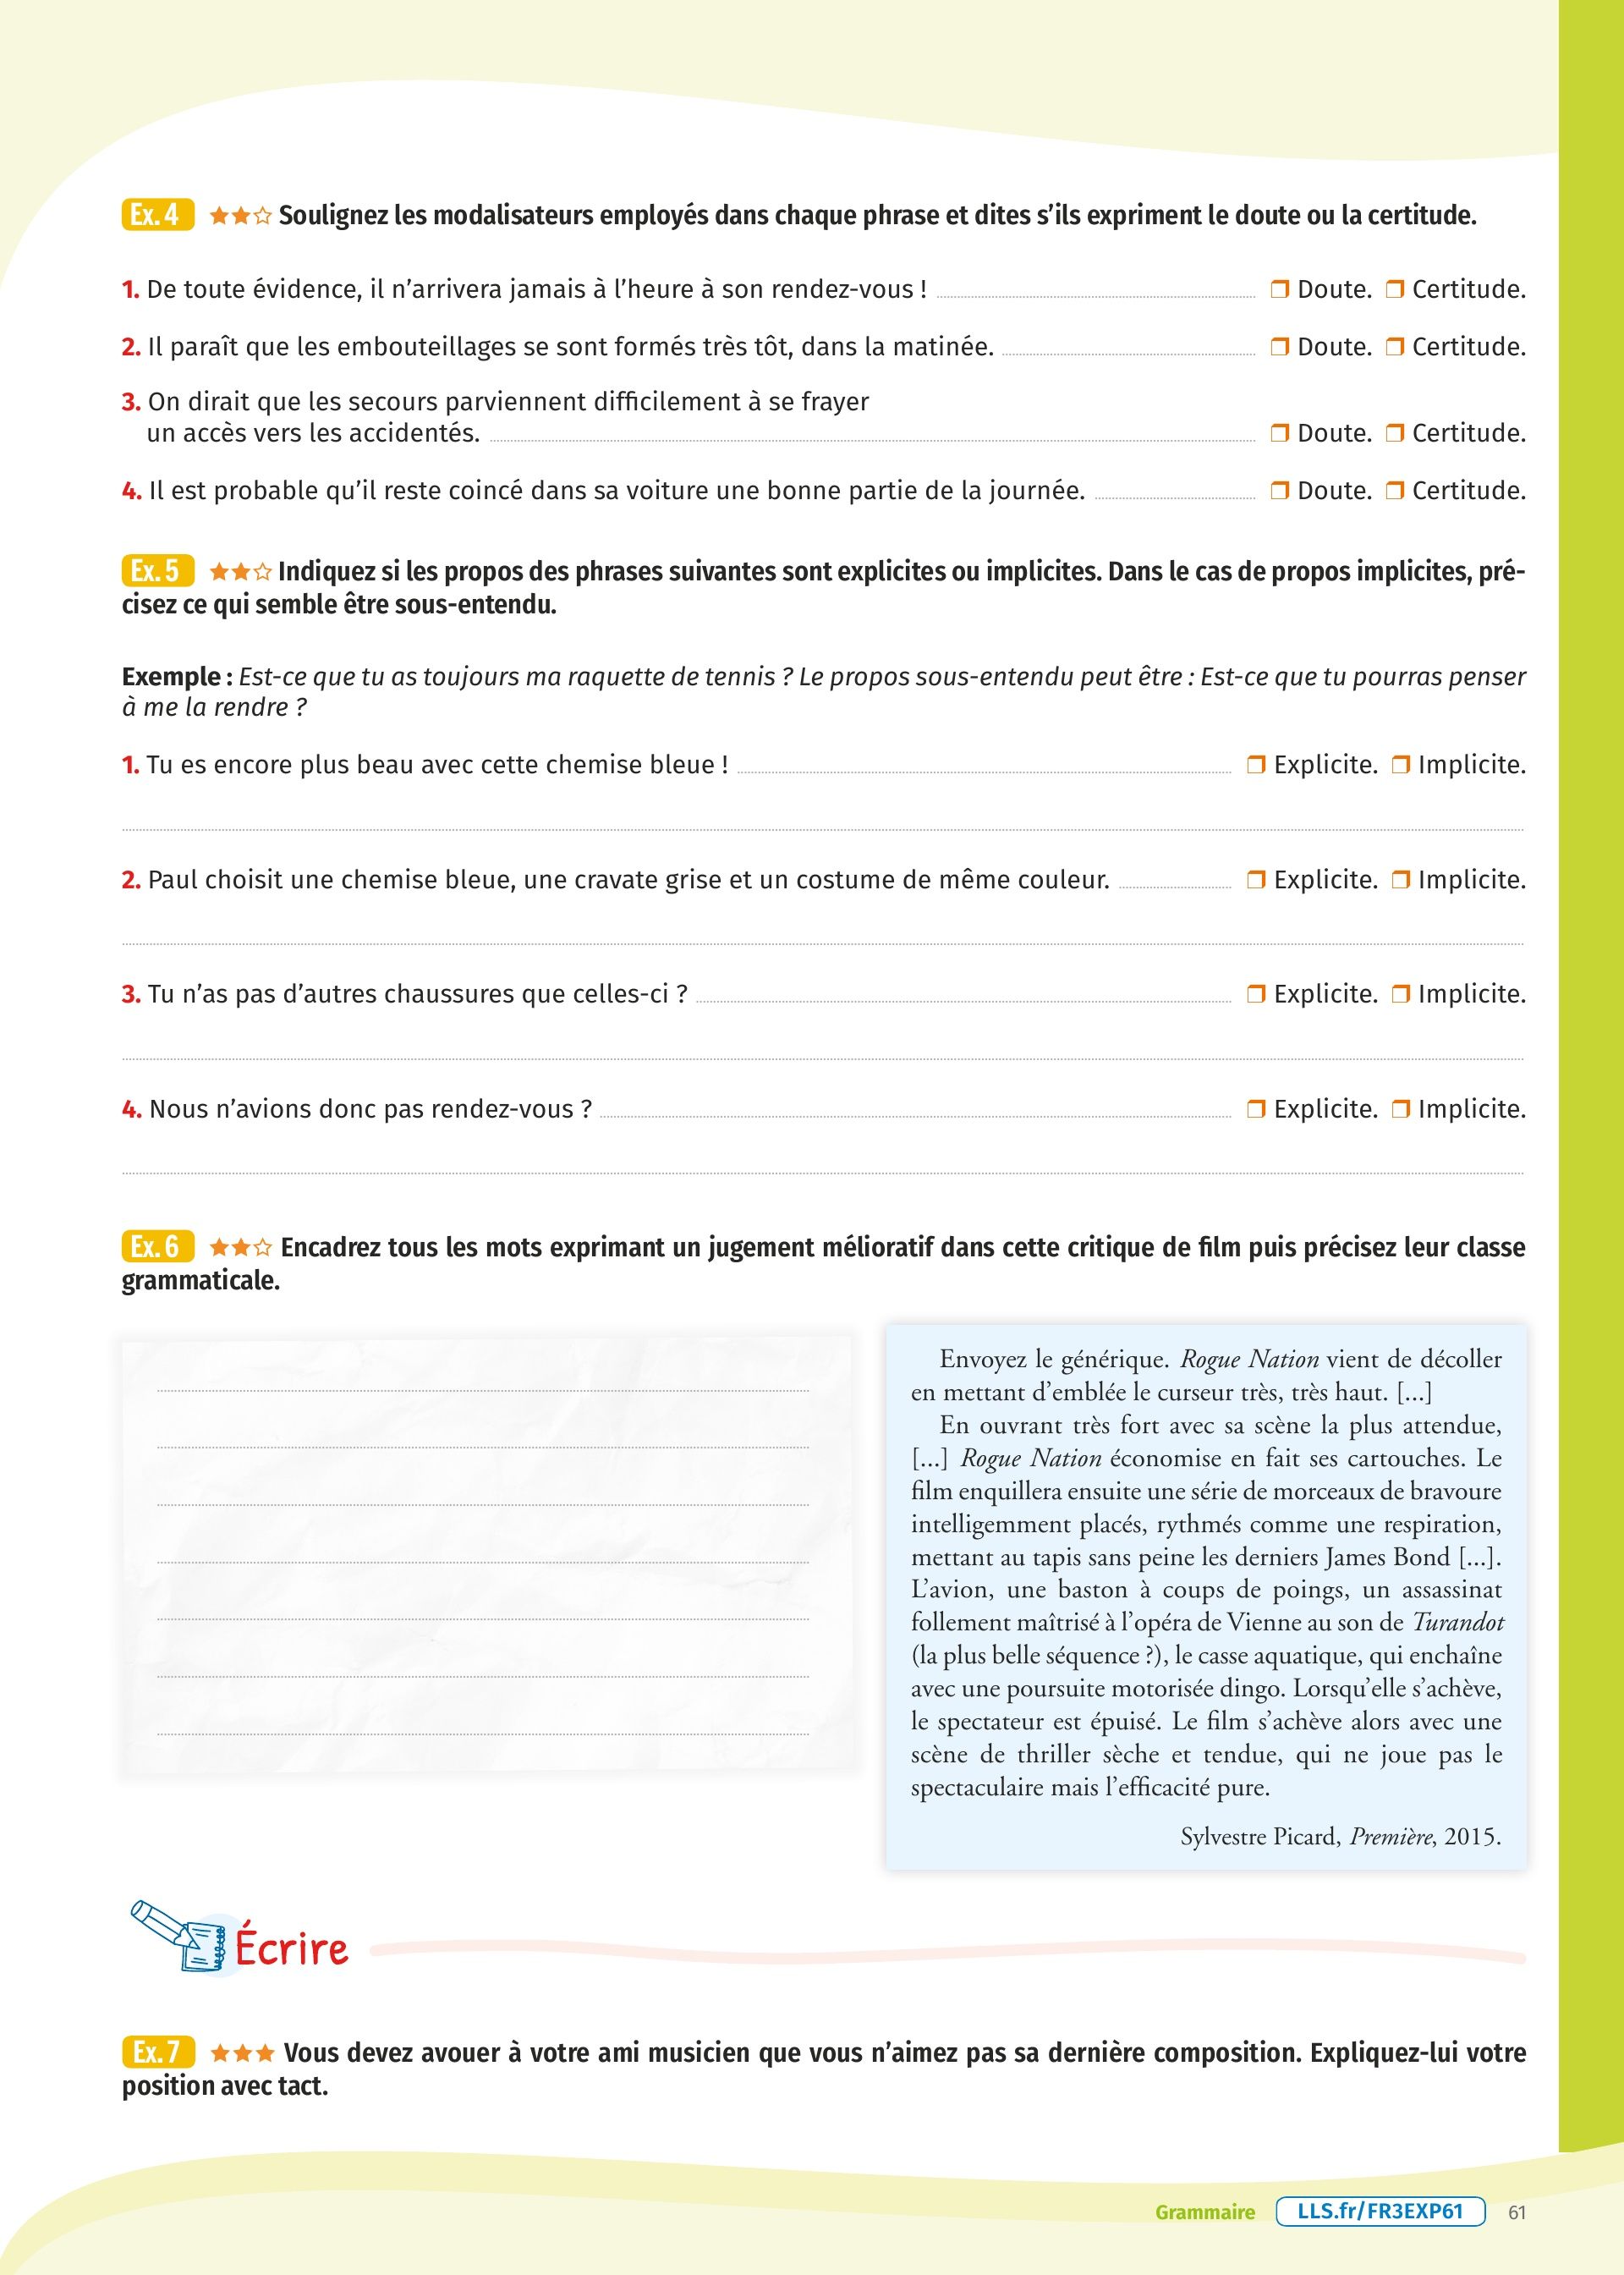 Ex. 4 ★★☆ Soulignez les modalisateurs employés dans chaque phrase et dites s’ils expriment le doute ou la certitude.
1. De toute évidence, il n’arrivera jamais à l’heure à son rendez-vous ! ❒ Doute. ❒ Certitude.
2. Il paraît que les embouteillages se sont formés très tôt, dans la matinée. ❒ Doute. ❒ Certitude.
3. On dirait que les secours parviennent difficilement à se frayer
un accès vers les accidentés. ❒ Doute. ❒ Certitude.
4. Il est probable qu’il reste coincé dans sa voiture une bonne partie de la journée. ❒ Doute. ❒ Certitude.
Ex. 5 ★★☆ Indiquez si les propos des phrases suivantes sont explicites ou implicites. Dans le cas de propos implicites, pré-
cisez ce qui semble être sous-entendu.
Exemple : Est-ce que tu as toujours ma raquette de tennis ? Le propos sous-entendu peut être : Est-ce que tu pourras penser
à me la rendre ?
1. Tu es encore plus beau avec cette chemise bleue ! ❒ Explicite. ❒ Implicite.
2. Paul choisit une chemise bleue, une cravate grise et un costume de même couleur. ❒ Explicite. ❒ Implicite.
3. Tu n’as pas d’autres chaussures que celles-ci ? ❒ Explicite. ❒ Implicite.
4. Nous n’avions donc pas rendez-vous ? ❒ Explicite. ❒ Implicite.
Ex. 6 ★★☆ Encadrez tous les mots exprimant un jugement mélioratif dans cette critique de film puis précisez leur classe
grammaticale.
Envoyez le générique. Rogue Nation vient de décoller
en mettant d’emblée le curseur très, très haut. [...]
En ouvrant très fort avec sa scène la plus attendue,
[...] Rogue Nation économise en fait ses cartouches. Le
film enquillera ensuite une série de morceaux de bravoure
intelligemment placés, rythmés comme une respiration,
mettant au tapis sans peine les derniers James Bond [...].
L’avion, une baston à coups de poings, un assassinat
follement maîtrisé à l’opéra de Vienne au son de Turandot
(la plus belle séquence ?), le casse aquatique, qui enchaîne
avec une poursuite motorisée dingo. Lorsqu’elle s’achève,
le spectateur est épuisé. Le film s’achève alors avec une
scène de thriller sèche et tendue, qui ne joue pas le
spectaculaire mais l’efficacité pure.
Sylvestre Picard, Première, 2015.
Écrire
Ex. 7 ★★★ Vous devez avouer à votre ami musicien que vous n’aimez pas sa dernière composition. Expliquez-lui votre
position avec tact.
Grammaire LLS.fr/FR3EXP61 61